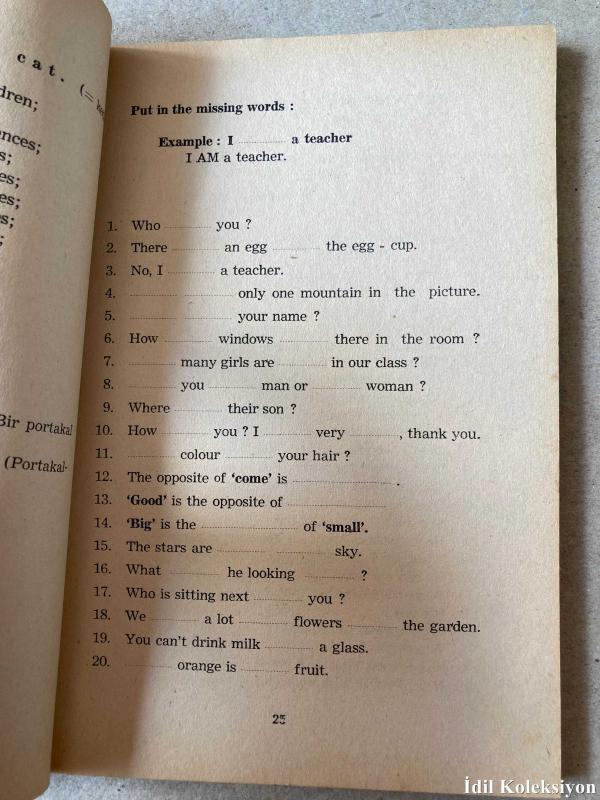 cat. (=
dren;
ences;
s;
es;
es;
s;
;
Bir portakal
(Portakal-
Put in the missing words :
Example : I ............ a teacher
I AM a teacher.
1. Who ............ you ?
2. There ............ an egg ............ the egg - cup.
3. No, I ............ a teacher.
4. ........................ only one mountain in the picture.
5. ........................ your name ?
6. How ............ windows ............ there in the room ?
7. ............ many girls are ............ in our class ?
8. ............ you ............ man or ............ woman ?
9. Where ............ their son ?
10. How ............ you ? I ............ very ............, thank you.
11. ............ colour ............ your hair ?
12. The opposite of 'come' is ........................ .
13. 'Good' is the opposite of ........................
14. 'Big' is the ........................ of 'small'.
15. The stars are ............ ............ sky.
16. What ............ he looking ............ ?
17. Who is sitting next ............ you ?
18. We ............ a lot ............ flowers ............ the garden.
19. You can't drink milk ............ a glass.
20. ............ orange is ............ fruit.
25
İdil Koleksiyon